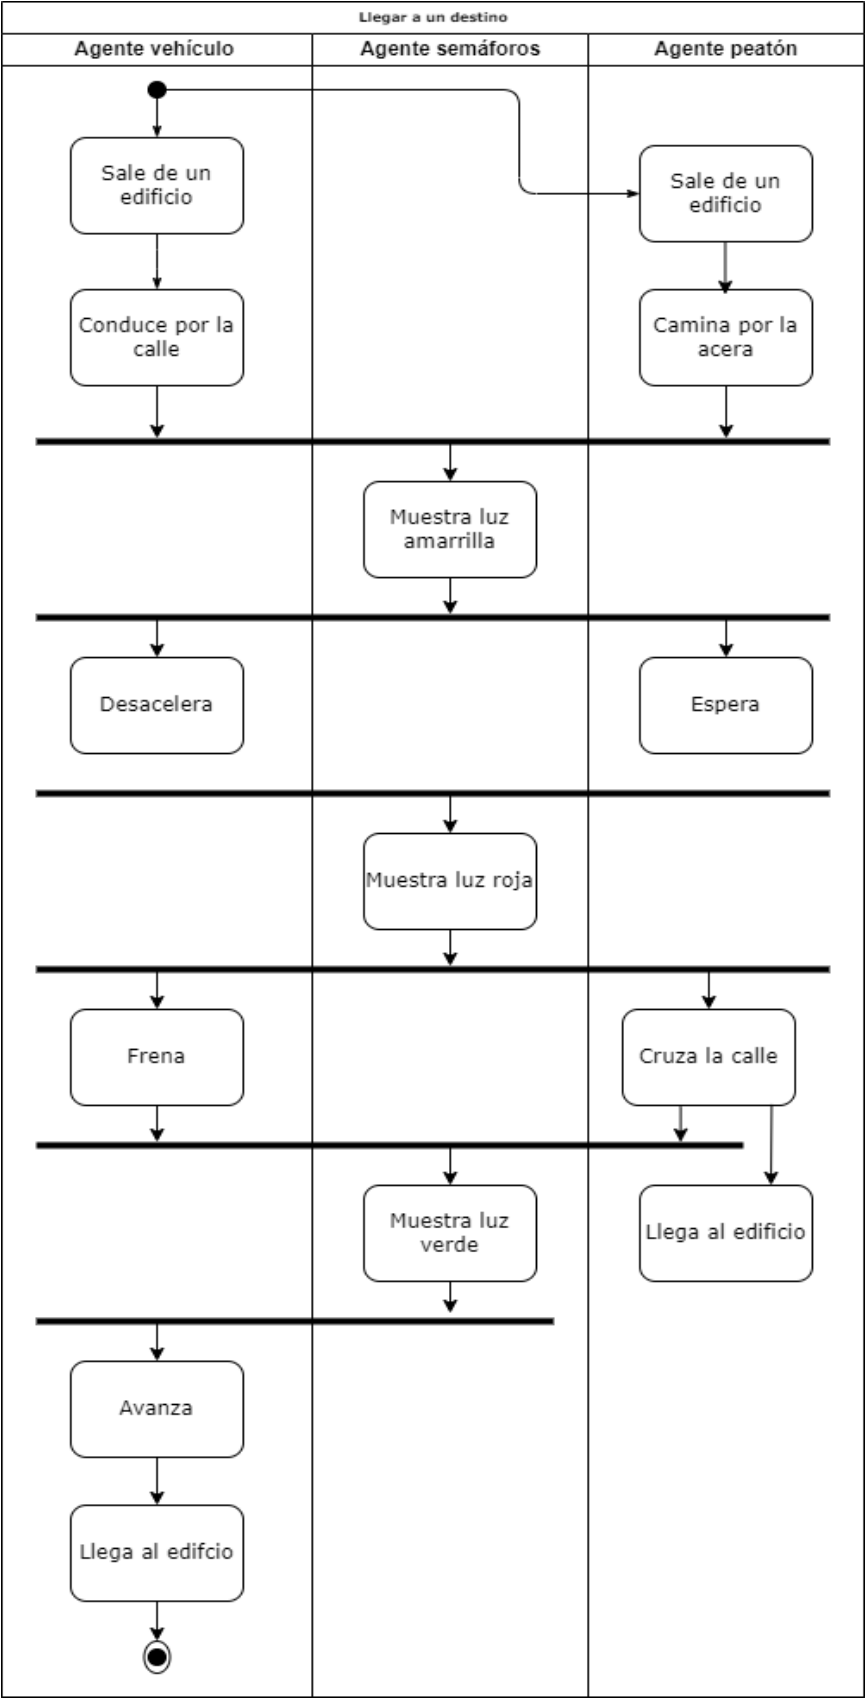 Llegar a un destino
Agente vehículo
Agente semáforos
Agente peatón
Sale de un
edificio
Sale de un
edificio
Conduce por la
calle
Camina por la
acera
Muestra luz
amarrilla
Desacelera
Espera
Muestra luz roja
Frena
Cruza la calle
Muestra luz
verde
Llega al edificio
Avanza
Llega al edifcio